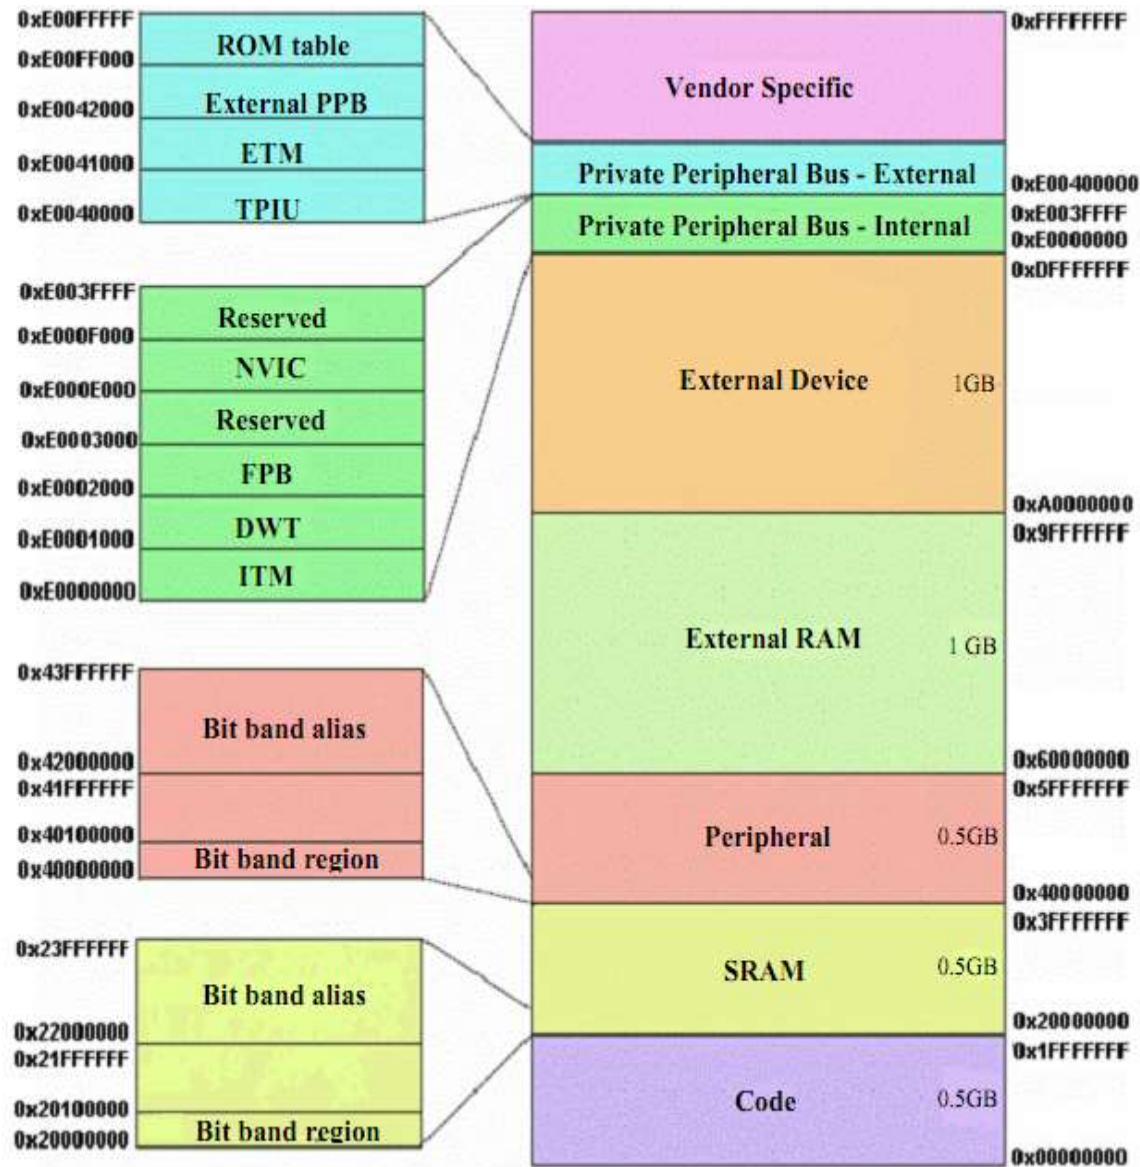 0xE00FFFFF
ROM table
0xE00FF000
External PPB
0xE0042000
ETM
0xE0041000
TPIU
0xE0040000
0xE003FFFF
Reserved
0xE000F000
NVIC
0xE000E000
Reserved
0xE0003000
FPB
0xE0002000
DWT
0xE0001000
ITM
0xE0000000
0x43FFFFFF
Bit band alias
0x42000000
0x41FFFFFF
0x40100000
Bit band region
0x40000000
0x23FFFFFF
Bit band alias
0x22000000
0x21FFFFFF
0x20100000
Bit band region
0x20000000
0xFFFFFFFF
Vendor Specific
Private Peripheral Bus - External
0xE00400000
0xE003FFFF
Private Peripheral Bus - Internal
0xE0000000
0xDFFFFFFF
External Device 1GB
0xA0000000
0x9FFFFFFF
External RAM 1 GB
0x60000000
0x5FFFFFFF
Peripheral 0.5GB
0x40000000
0x3FFFFFFF
SRAM 0.5GB
0x20000000
0x1FFFFFFF
Code 0.5GB
0x00000000